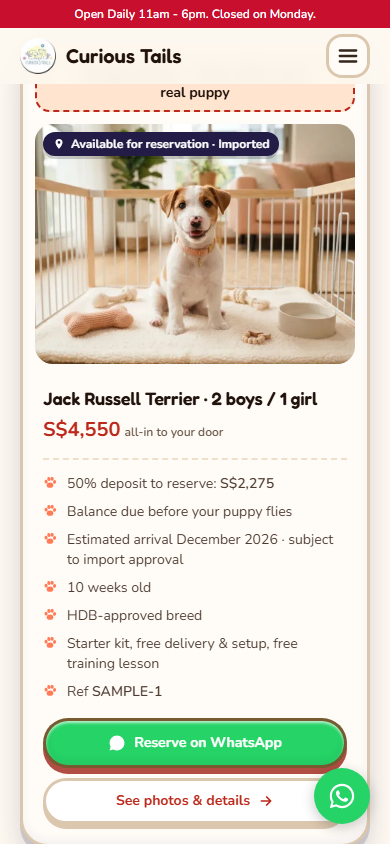 Open Daily 11am - 6pm. Closed on Monday.
Curious Tails
real puppy
Available for reservation · Imported
Jack Russell Terrier · 2 boys / 1 girl
S$4,550 all-in to your door
50% deposit to reserve: S$2,275
Balance due before your puppy flies
Estimated arrival December 2026 · subject
to import approval
10 weeks old
HDB-approved breed
Starter kit, free delivery & setup, free
training lesson
Ref SAMPLE-1
Reserve on WhatsApp
See photos & details →